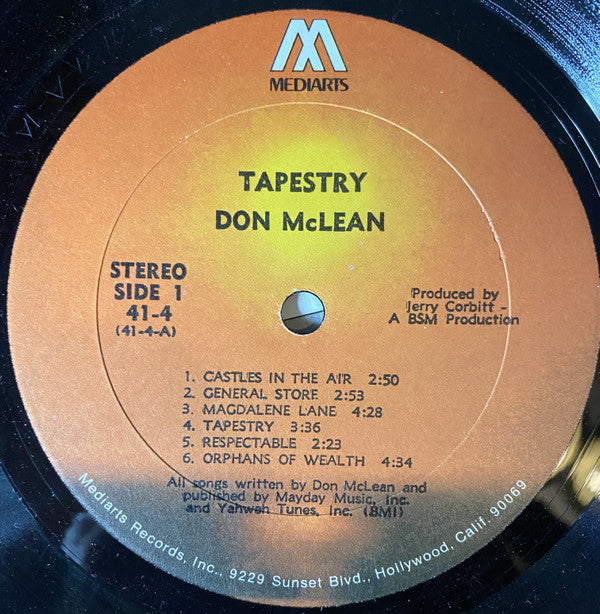 MEDIARTS
TAPESTRY
DON McLEAN
STEREO
SIDE 1
41-4
(41-4-A)
Produced by
Jerry Corbitt -
A BSM Production
1. CASTLES IN THE AIR 2:50
2. GENERAL STORE 2:53
3. MAGDALENE LANE 4:28
4. TAPESTRY 3:36
5. RESPECTABLE 2:23
6. ORPHANS OF WEALTH 4:34
All songs written by Don McLean and
published by Mayday Music, Inc.
and Yahweh Tunes, Inc. (BMI)
Mediarts Records, Inc., 9229 Sunset Blvd., Hollywood, Calif. 90069